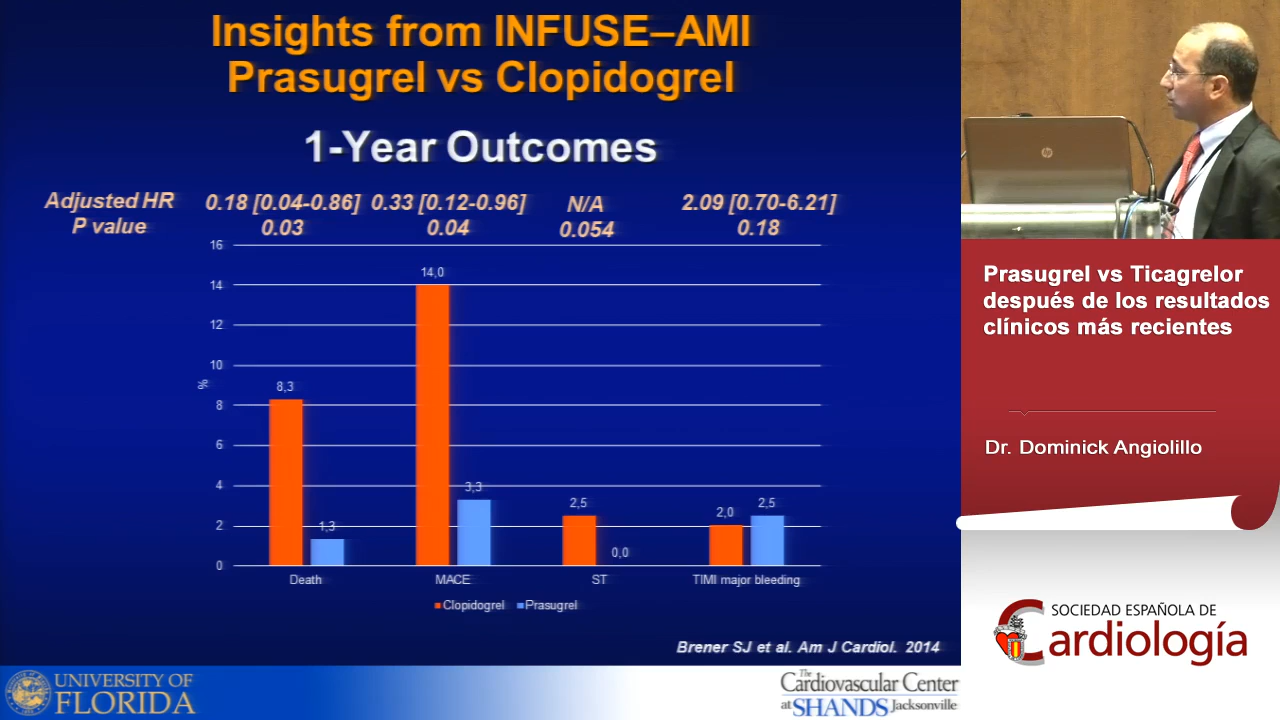 Insights from INFUSE–AMI
Prasugrel vs Clopidogrel
1-Year Outcomes
Adjusted HR 0.18 [0.04-0.86] 0.33 [0.12-0.96] N/A 2.09 [0.70-6.21]
P value 0.03 0.04 0.054 0.18
16
14
12
10
8
6
4
2
0
%
8,3
1,3
14,0
3,3
2,5
0,0
2,0
2,5
Death MACE ST TIMI major bleeding
Clopidogrel Prasugrel
Brener SJ et al. Am J Cardiol. 2014
UNIVERSITY OF
FLORIDA
The
Cardiovascular Center
at SHANDS Jacksonville
hp
Prasugrel vs Ticagrelor
después de los resultados
clínicos más recientes
Dr. Dominick Angiolillo
SOCIEDAD ESPAÑOLA DE
Cardiología